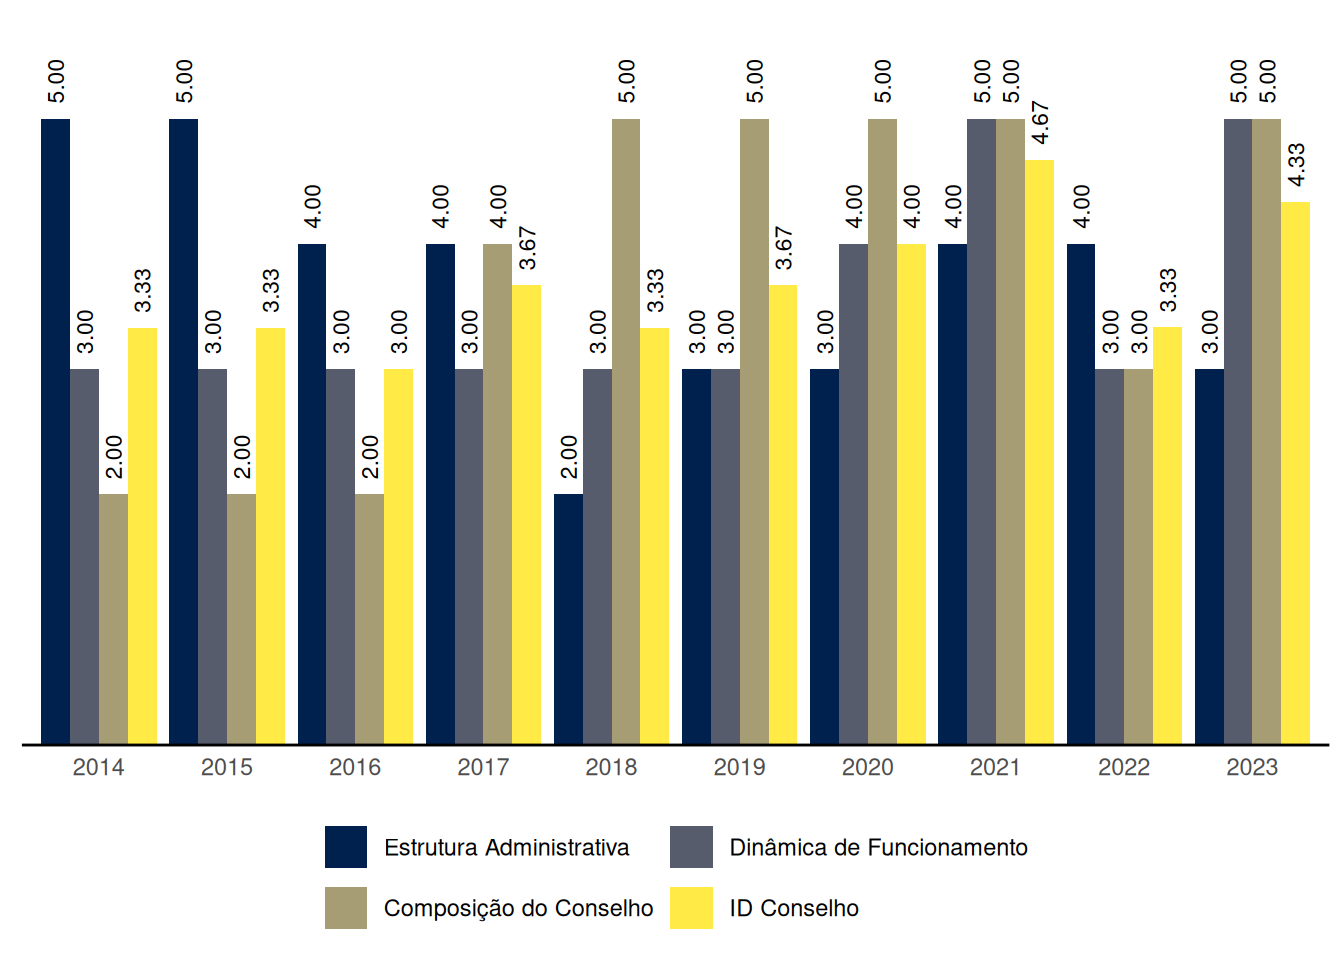 5.00 3.00 2.00 3.33
5.00 3.00 2.00 3.33
4.00 3.00 2.00 3.00
4.00 3.00 4.00 3.67
2.00 3.00 5.00 3.33
3.00 3.00 5.00 3.67
3.00 4.00 5.00 4.00
4.00 5.00 5.00 4.67
4.00 3.00 3.00 3.33
3.00 5.00 5.00 4.33
2014 2015 2016 2017 2018 2019 2020 2021 2022 2023
Estrutura Administrativa Dinâmica de Funcionamento
Composição do Conselho ID Conselho